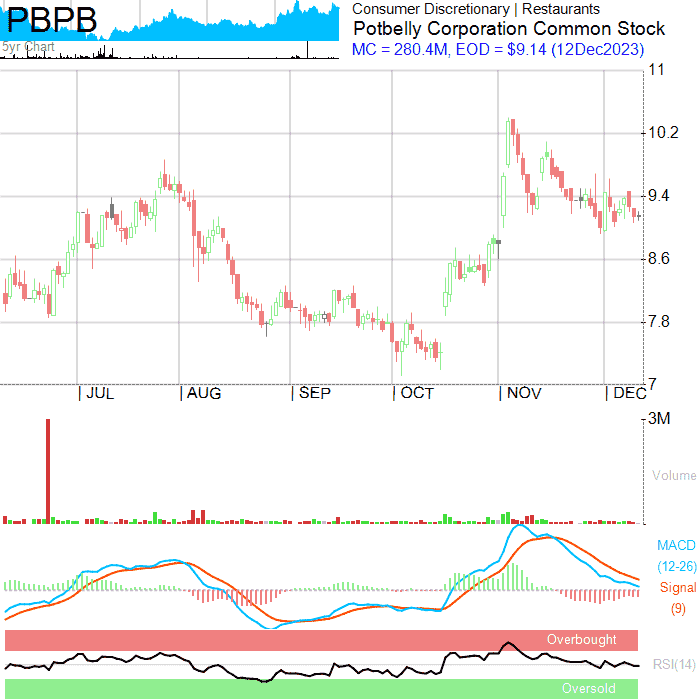 PBPB
5yr Chart
Consumer Discretionary | Restaurants
Potbelly Corporation Common Stock
MC = 280.4M, EOD = $9.14 (12Dec2023)
11
10.2
9.4
8.6
7.8
7
JUL
AUG
SEP
OCT
NOV
DEC
3M
Volume
MACD
(12-26)
Signal
(9)
Overbought
RSI(14)
Oversold